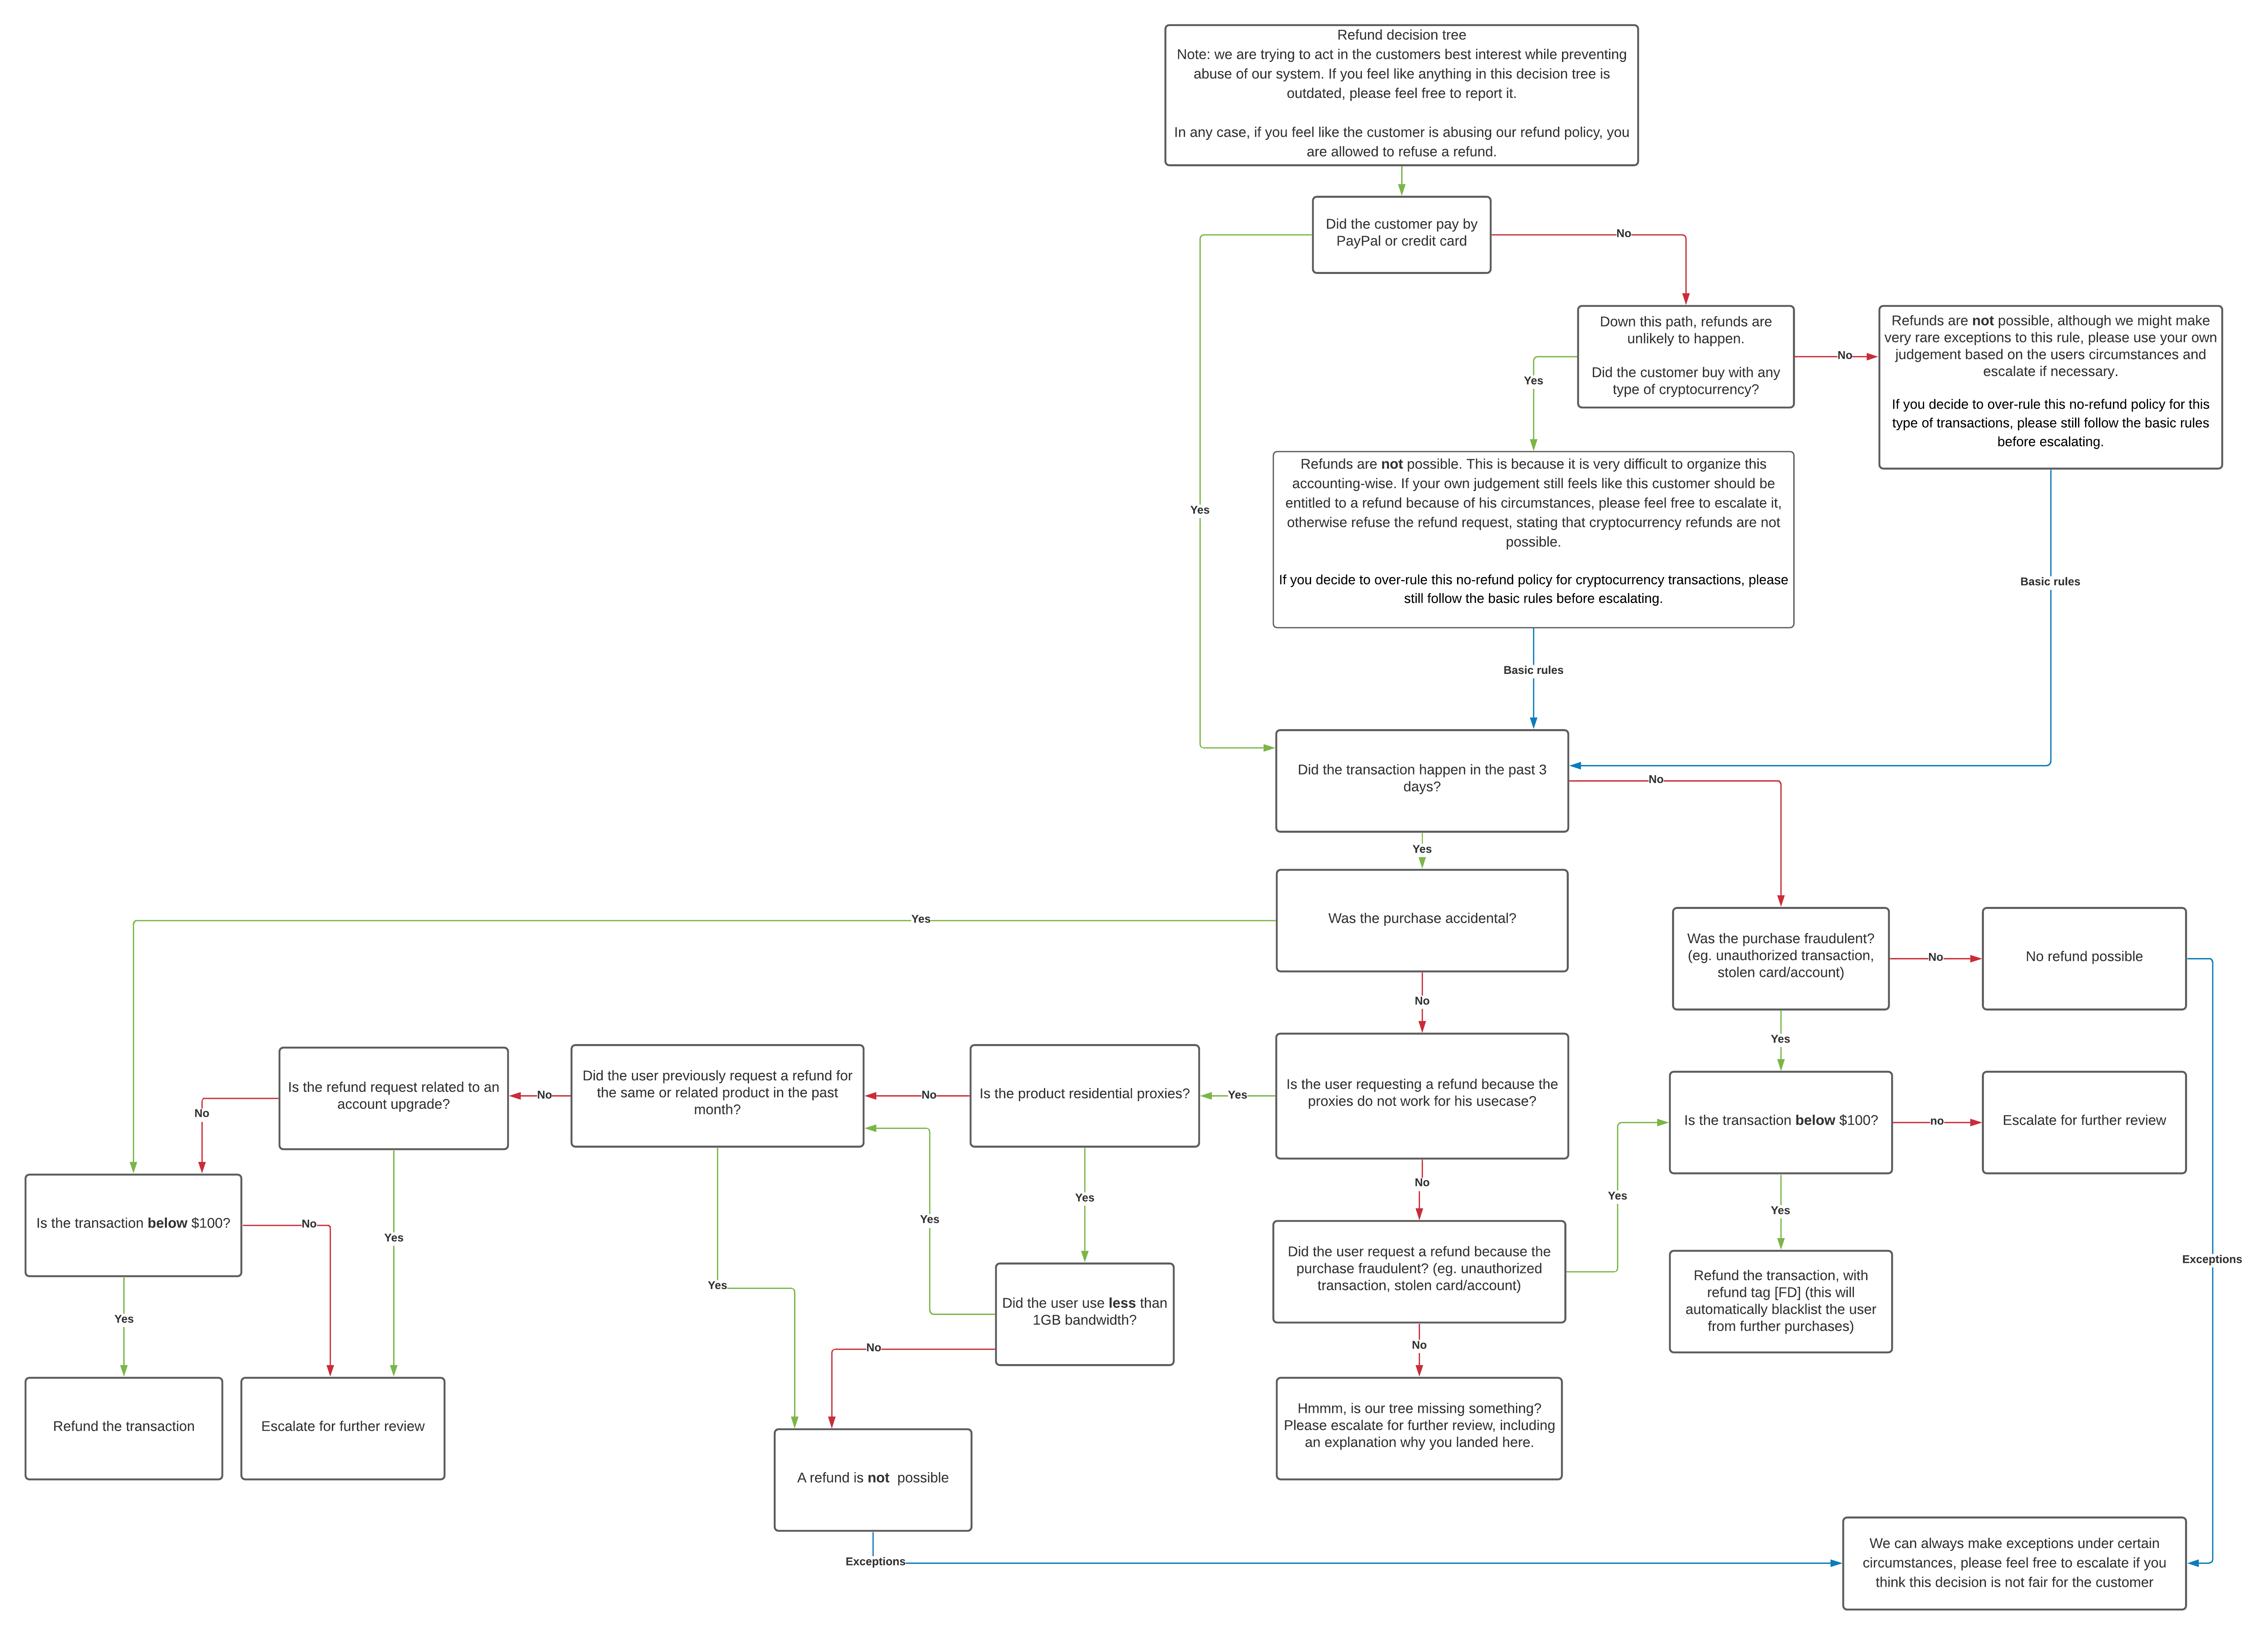 Refund decision tree
Note: we are trying to act in the customers best interest while preventing
abuse of our system. If you feel like anything in this decision tree is
outdated, please feel free to report it.
In any case, if you feel like the customer is abusing our refund policy, you
are allowed to refuse a refund.
Did the customer pay by
PayPal or credit card
No
Down this path, refunds are
unlikely to happen.
Did the customer buy with any
type of cryptocurrency?
No
Refunds are not possible, although we might make
very rare exceptions to this rule, please use your own
judgement based on the users circumstances and
escalate if necessary.
If you decide to over-rule this no-refund policy for this
type of transactions, please still follow the basic rules
before escalating.
Yes
Refunds are not possible. This is because it is very difficult to organize this
accounting-wise. If your own judgement still feels like this customer should be
entitled to a refund because of his circumstances, please feel free to escalate it,
otherwise refuse the refund request, stating that cryptocurrency refunds are not
possible.
If you decide to over-rule this no-refund policy for cryptocurrency transactions, please
still follow the basic rules before escalating.
Yes
Basic rules
Basic rules
Did the transaction happen in the past 3
days?
No
Yes
Was the purchase accidental?
Yes
Was the purchase fraudulent?
(eg. unauthorized transaction,
stolen card/account)
No
No refund possible
No
Yes
Is the refund request related to an
account upgrade?
No
Did the user previously request a refund for
the same or related product in the past
month?
No
Is the product residential proxies?
Yes
Is the user requesting a refund because the
proxies do not work for his usecase?
Is the transaction below $100?
no
Escalate for further review
No
Is the transaction below $100?
No
Yes
Yes
Yes
Yes
No
Yes
Yes
Did the user request a refund because the
purchase fraudulent? (eg. unauthorized
transaction, stolen card/account)
Refund the transaction, with
refund tag [FD] (this will
automatically blacklist the user
from further purchases)
Exceptions
Did the user use less than
1GB bandwidth?
Yes
No
No
Refund the transaction
Escalate for further review
A refund is not possible
Hmmm, is our tree missing something?
Please escalate for further review, including
an explanation why you landed here.
Exceptions
We can always make exceptions under certain
circumstances, please feel free to escalate if you
think this decision is not fair for the customer